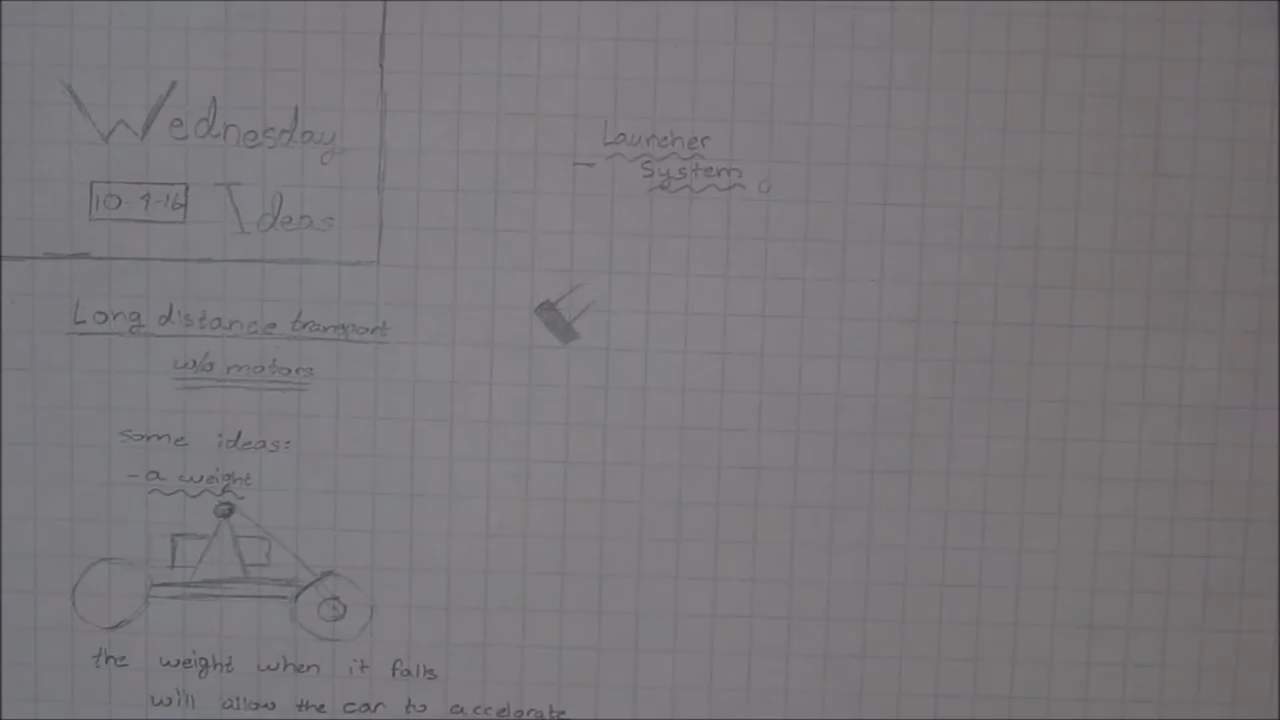 Wednesday
10-9-16 Ideas
Long distance transport
w/o motors
some ideas:
- a weight
the weight when it falls
will allow the car to accelorate
- Launcher
System